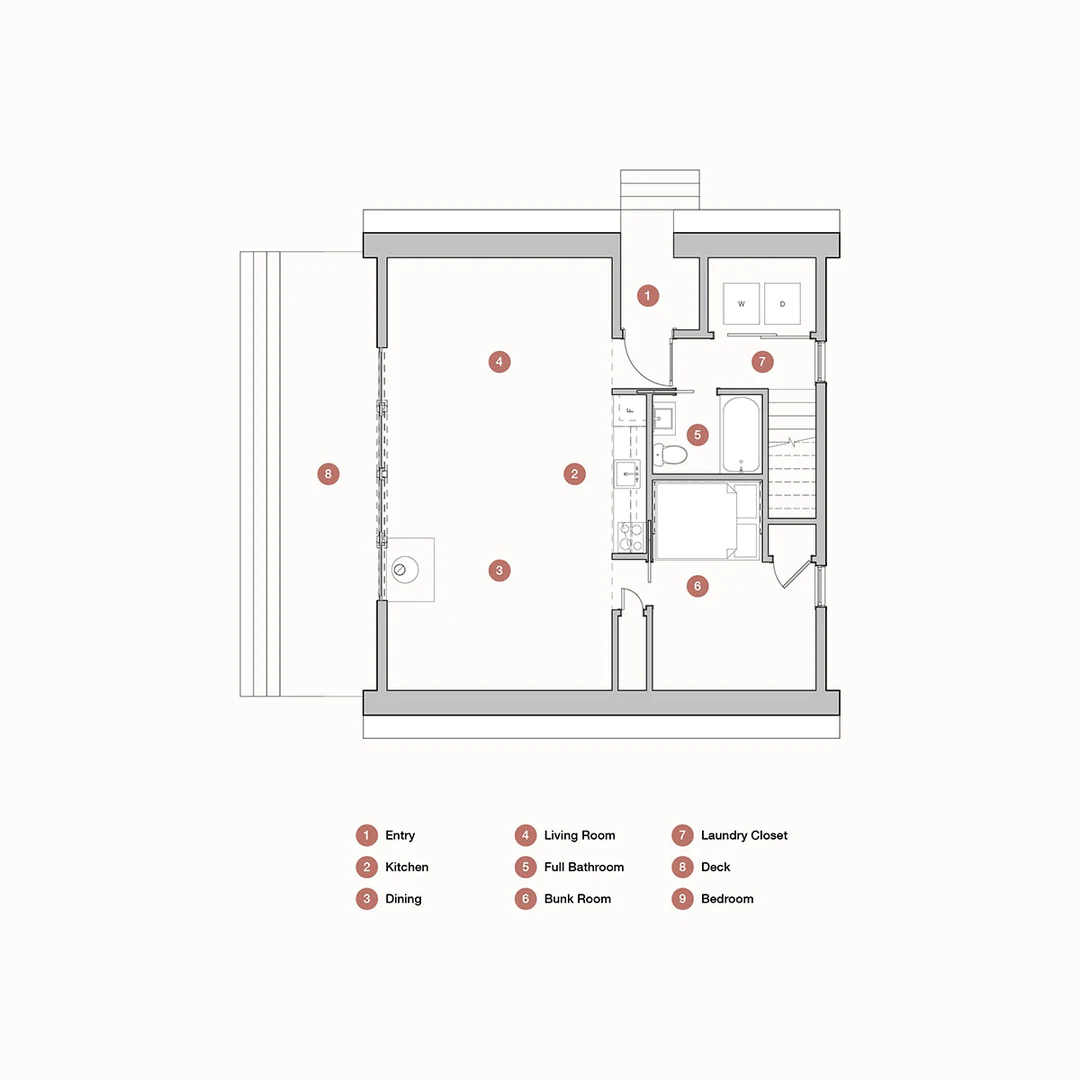 1
W D
4
7
F
5
8
2
3
6
1 Entry
2 Kitchen
3 Dining
4 Living Room
5 Full Bathroom
6 Bunk Room
7 Laundry Closet
8 Deck
9 Bedroom